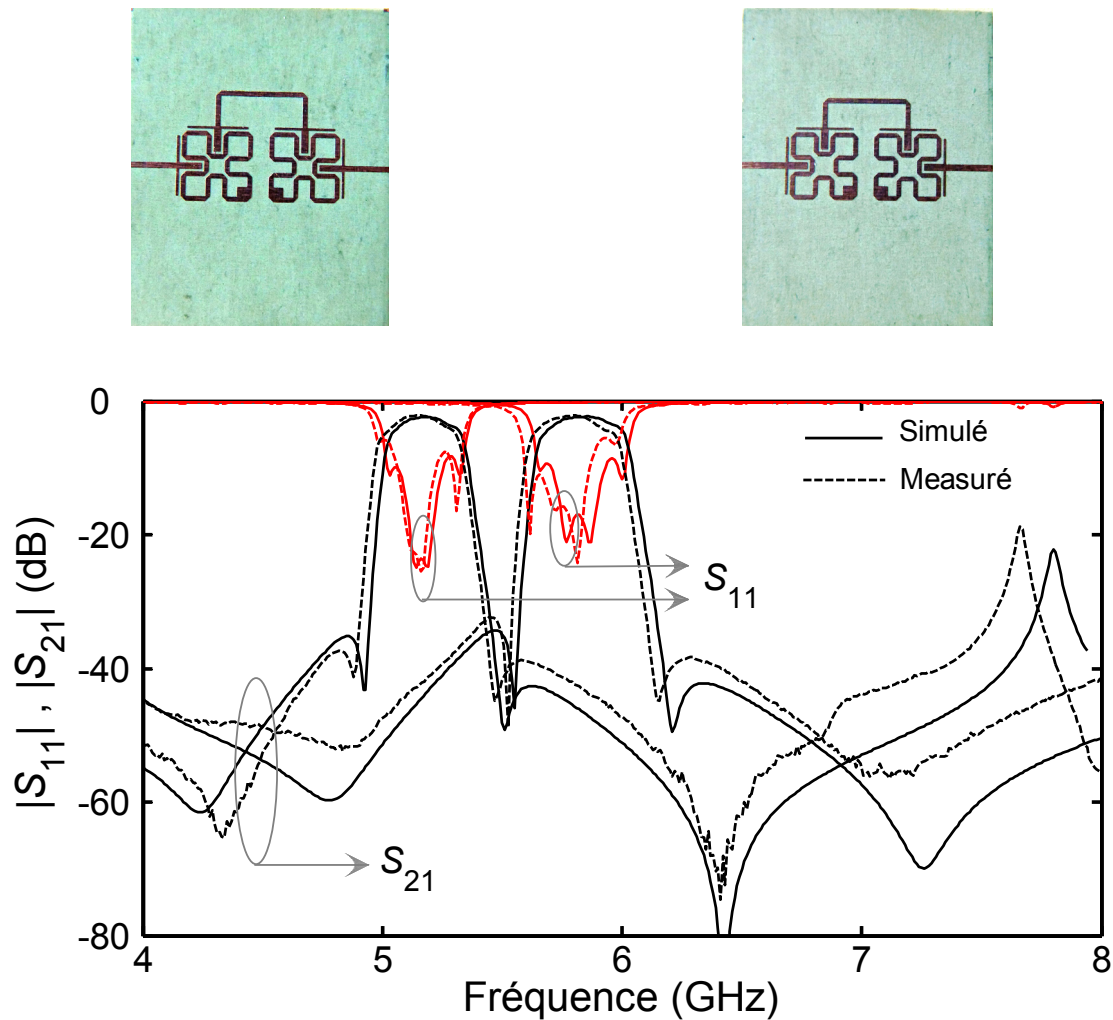 0
-20
-40
-60
-80
|S11| , |S21| (dB)
Simulé
Measuré
S11
S21
4
5
6
7
8
Fréquence (GHz)